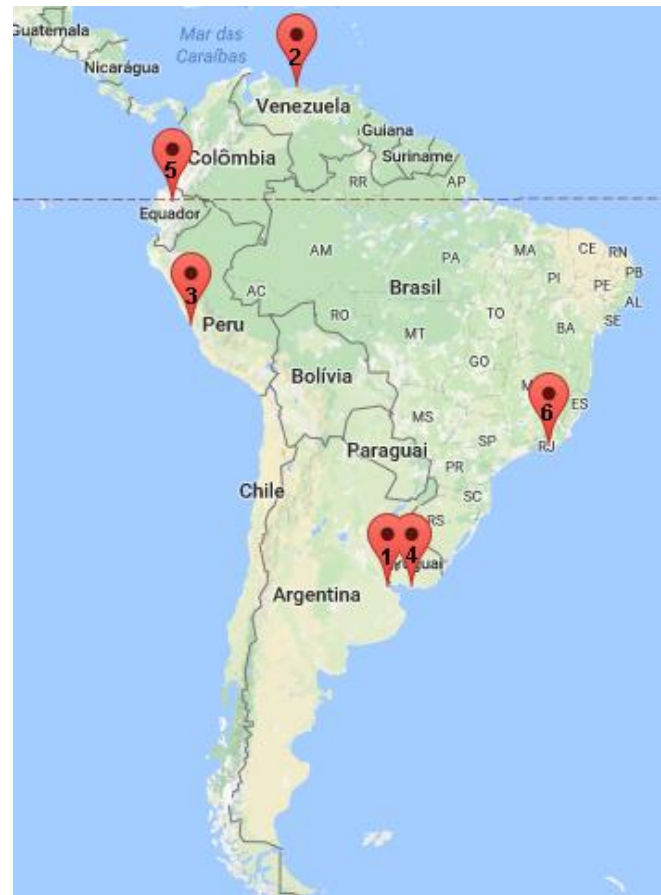 Guatemala
Mar das
Caraíbas
2
Nicarágua
Venezuela
Guiana
Suriname
5
Colômbia
RR
AP
Equador
AM
PA
MA
CE
RN
PB
PI
PE
AL
3
AC
Brasil
SE
Peru
RO
TO
BA
MT
GO
Bolívia
6
ES
MS
SP
RJ
Paraguai
PR
Chile
SC
RS
1
4
Argentina